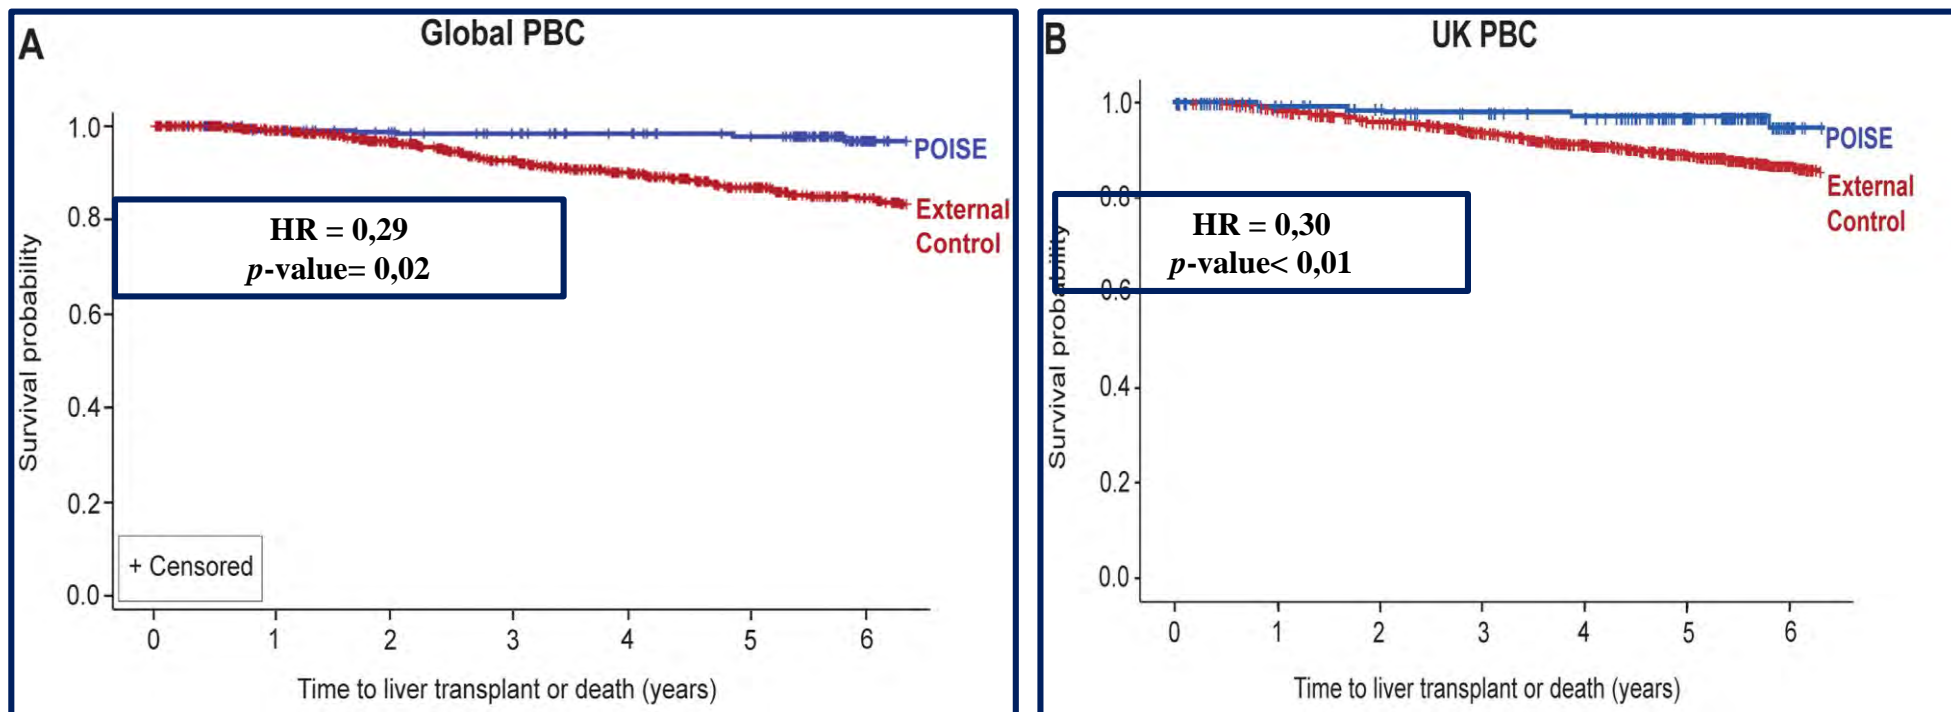 A
Global PBC
1.0
0.8
0.6
0.4
0.2
0.0
Survival probability
POISE
External
Control
HR = 0,29
p-value= 0,02
+ Censored
0 1 2 3 4 5 6
Time to liver transplant or death (years)
B
UK PBC
1.0
0.8
0.6
0.4
0.2
0.0
Survival probability
POISE
External
Control
HR = 0,30
p-value< 0,01
0 1 2 3 4 5 6
Time to liver transplant or death (years)